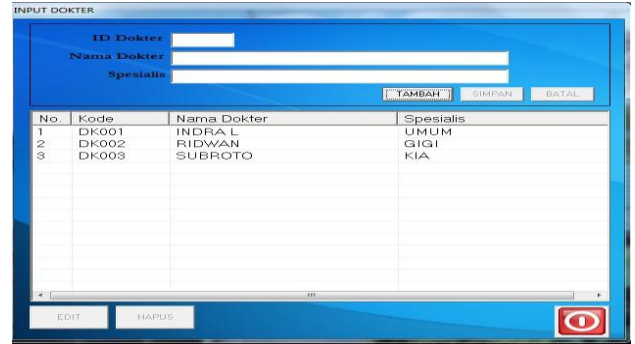 INPUT DOKTER
ID Dokter
Nama Dokter
Spesialis
TAMBAH SIMPAN BATAL
No. Kode Nama Dokter Spesialis
1 DK001 INDRA L UMUM
2 DK002 RIDWAN GIGI
3 DK003 SUBROTO KIA
EDIT HAPUS